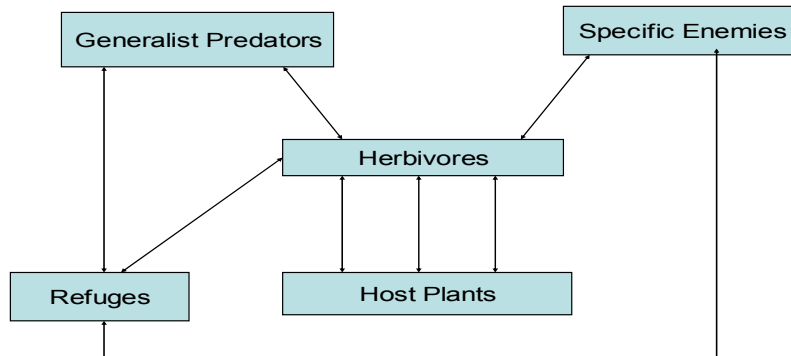 Generalist Predators
Specific Enemies
Herbivores
Refuges
Host Plants